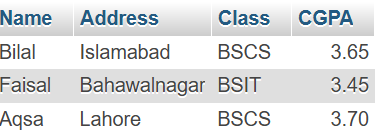 Name Address Class CGPA
Bilal Islamabad BSCS 3.65
Faisal Bahawalnagar BSIT 3.45
Aqsa Lahore BSCS 3.70